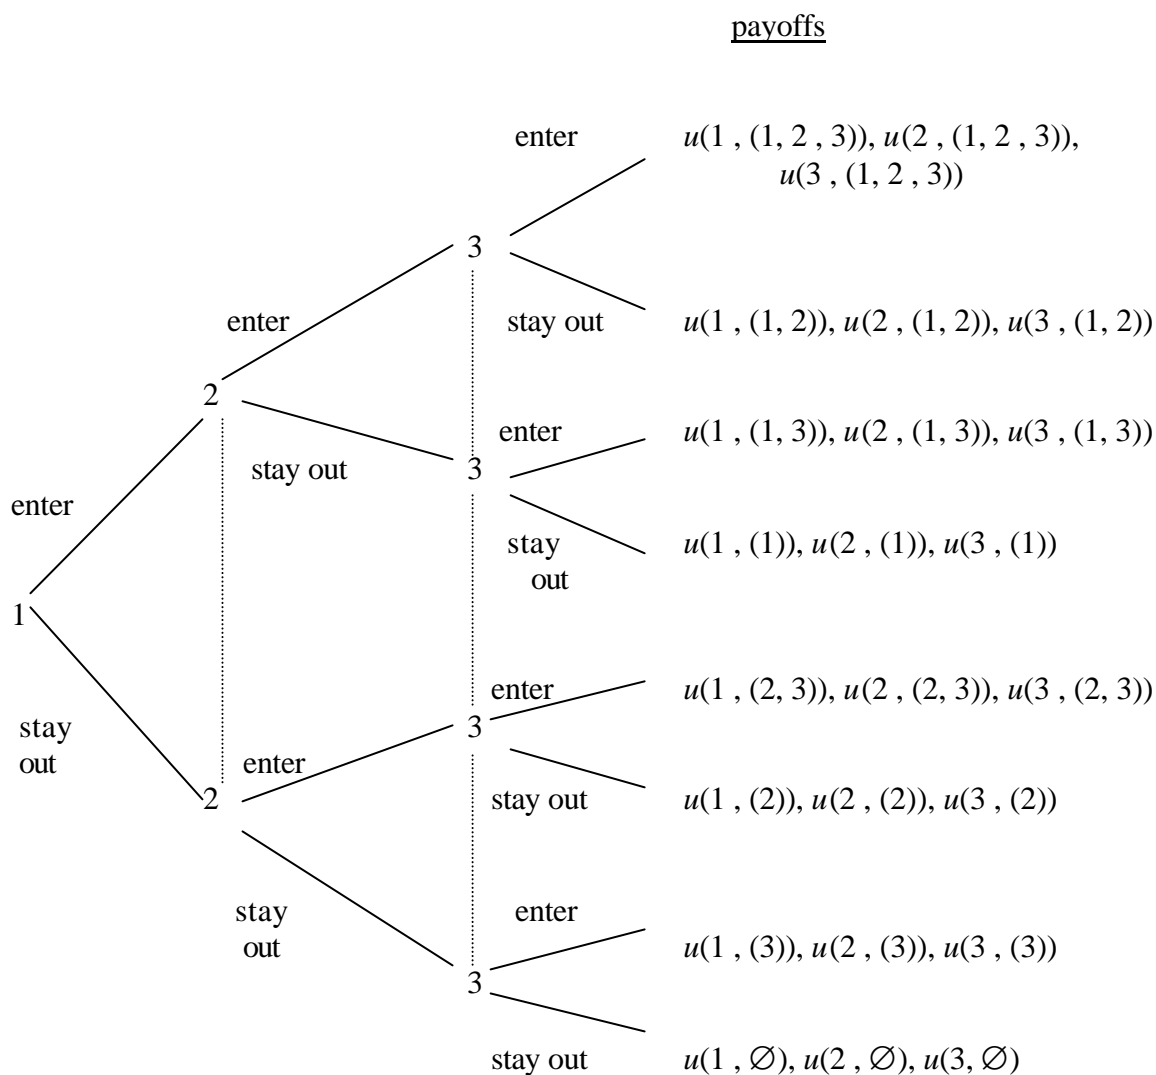 payoffs
enter u(1 , (1, 2 , 3)), u(2 , (1, 2 , 3)),
u(3 , (1, 2 , 3))
3
enter
stay out u(1 , (1, 2)), u(2 , (1, 2)), u(3 , (1, 2))
2
enter u(1 , (1, 3)), u(2 , (1, 3)), u(3 , (1, 3))
stay out
3
enter
stay
out
u(1 , (1)), u(2 , (1)), u(3 , (1))
1
enter u(1 , (2, 3)), u(2 , (2, 3)), u(3 , (2, 3))
stay
out
3
enter
2
stay out u(1 , (2)), u(2 , (2)), u(3 , (2))
stay
out
enter
u(1 , (3)), u(2 , (3)), u(3 , (3))
3
stay out u(1 , ∅), u(2 , ∅), u(3, ∅)